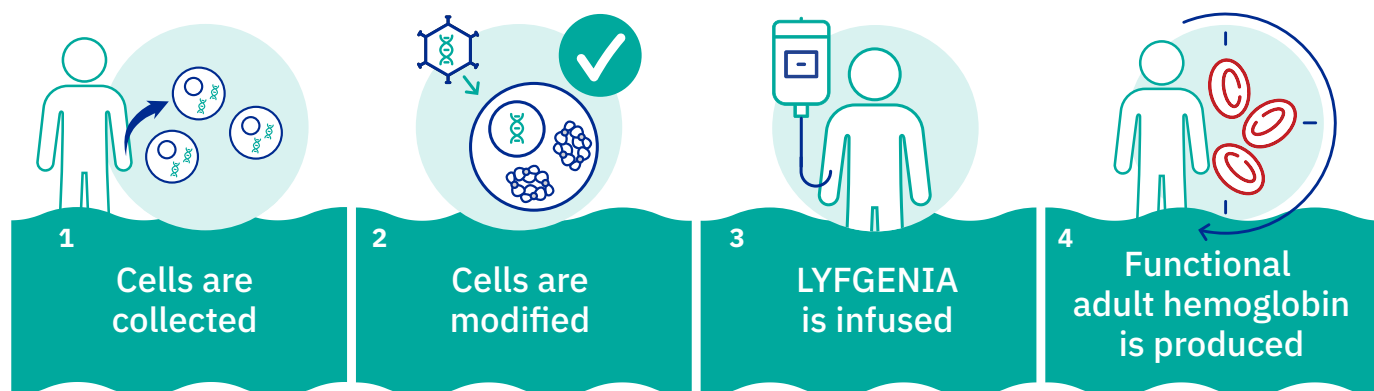 1
Cells are
collected
2
Cells are
modified
3
LYFGENIA
is infused
4
Functional
adult hemoglobin
is produced